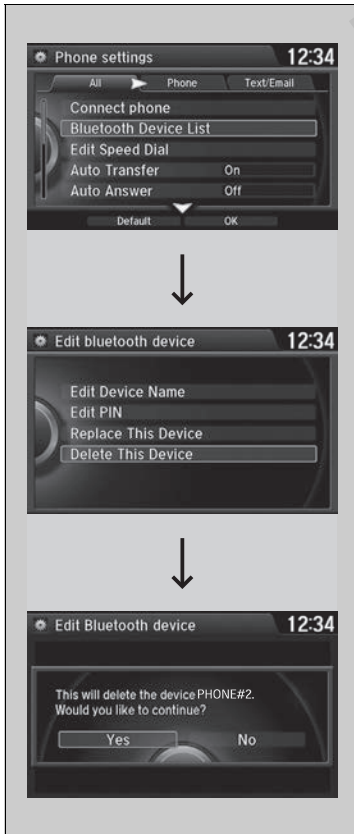 Phone settings 12:34
All Phone Text/Email
Connect phone
Bluetooth Device List
Edit Speed Dial
Auto Transfer On
Auto Answer Off
Default OK
Edit bluetooth device 12:34
Edit Device Name
Edit PIN
Replace This Device
Delete This Device
Edit Bluetooth device 12:34
This will delete the device PHONE#2.
Would you like to continue?
Yes No